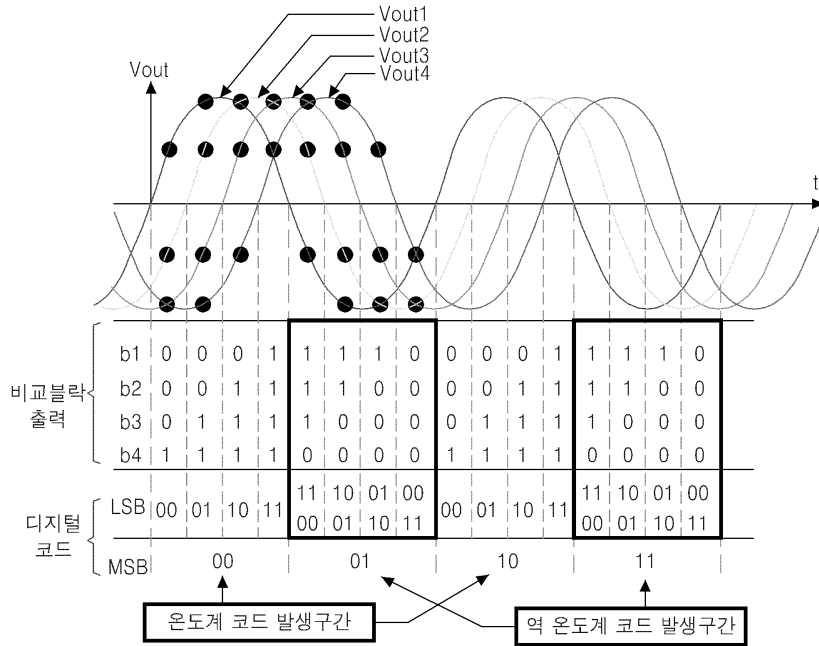 Vout1
Vout2
Vout3
Vout4
Vout
t
비교블락
출력
b1 0 0 0 1 1 1 1 0 0 0 0 1 1 1 1 0
b2 0 0 1 1 1 1 0 0 0 0 1 1 1 1 0 0
b3 0 1 1 1 1 0 0 0 0 1 1 1 1 0 0 0
b4 1 1 1 1 0 0 0 0 1 1 1 1 0 0 0 0
디지털
코드
LSB 00 01 10 11 11 10 01 00 00 01 10 11 11 10 01 00
00 01 10 11 00 01 10 11
MSB 00 01 10 11
온도계 코드 발생구간
역 온도계 코드 발생구간